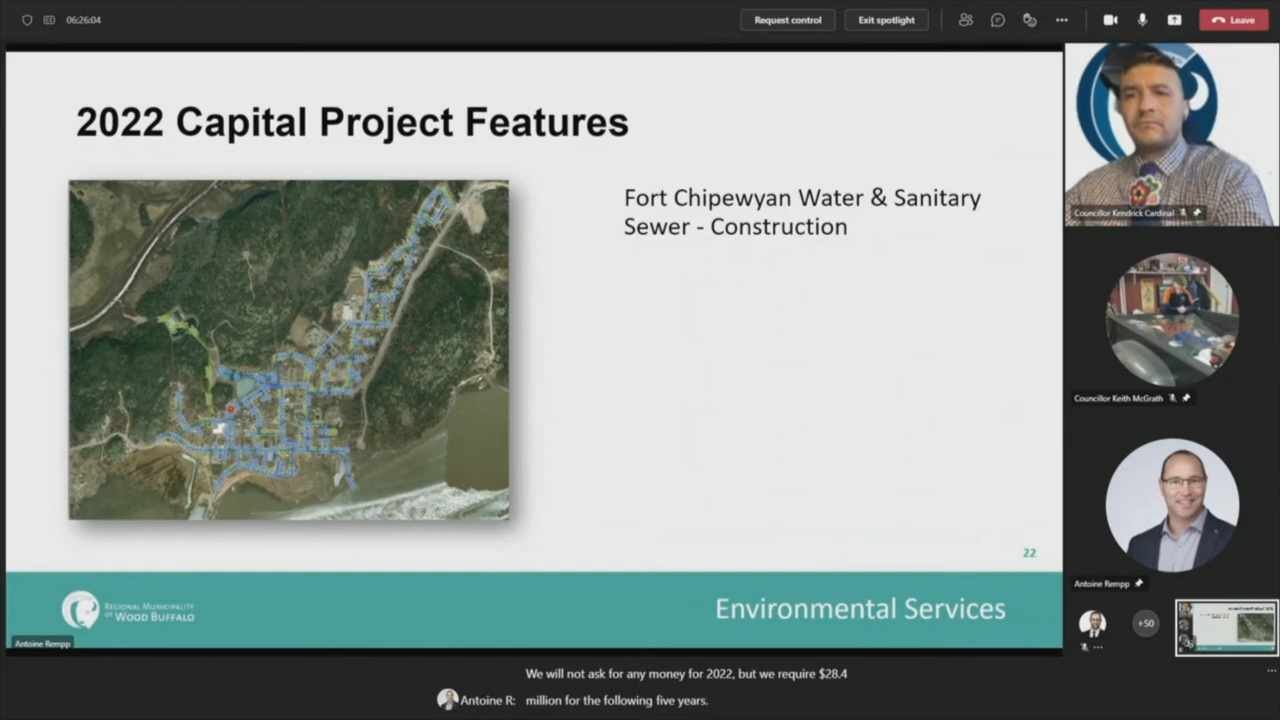 06:26:04
Request control
Exit spotlight
Leave
2022 Capital Project Features
Fort Chipewyan Water & Sanitary
Sewer - Construction
22
REGIONAL MUNICIPALITY
OF WOOD BUFFALO
Environmental Services
Antoine Rempp
Councillor Kendrick Cardinal
Councillor Keith McGrath
Antoine Rempp
+50
We will not ask for any money for 2022, but we require $28.4
Antoine R: million for the following five years.